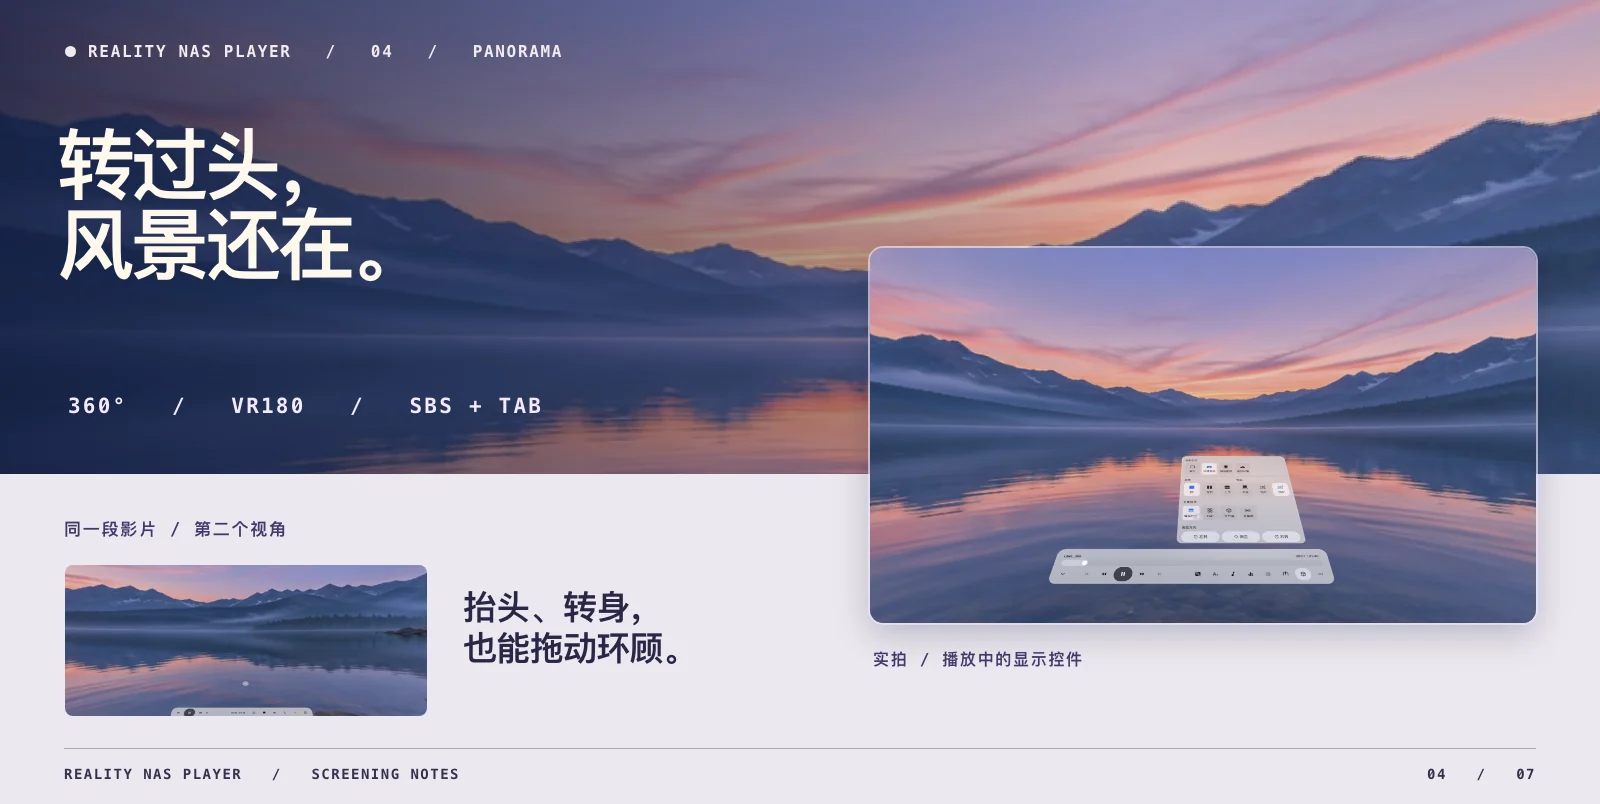 REALITY NAS PLAYER / 04 / PANORAMA
转过头，
风景还在。
360° / VR180 / SBS + TAB
同一段影片 / 第二个视角
抬头、转身，
也能拖动环顾。
实拍 / 播放中的显示控件
REALITY NAS PLAYER / SCREENING NOTES
04 / 07